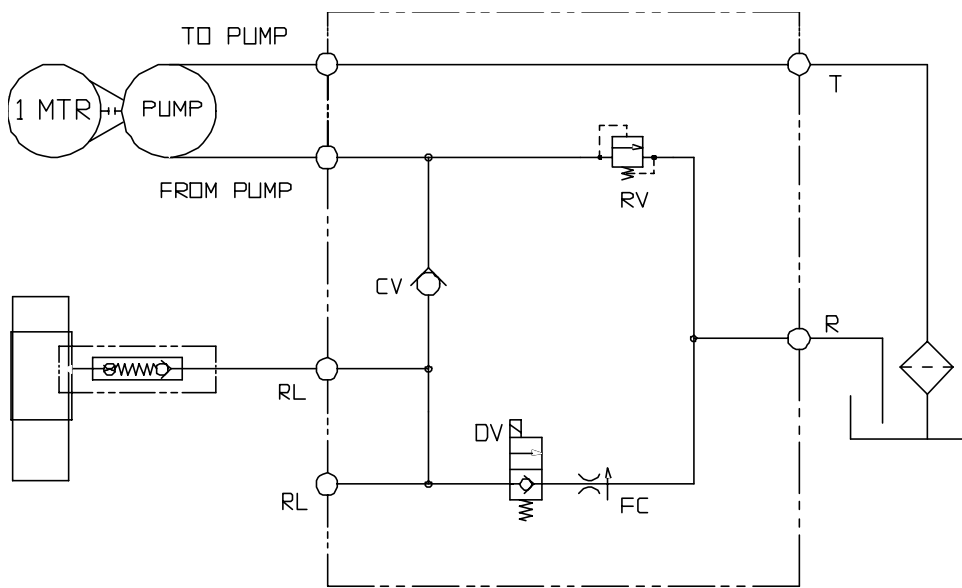 TO PUMP
T
1 MTR
PUMP
FROM PUMP
RV
CV
R
RL
DV
RL
FC